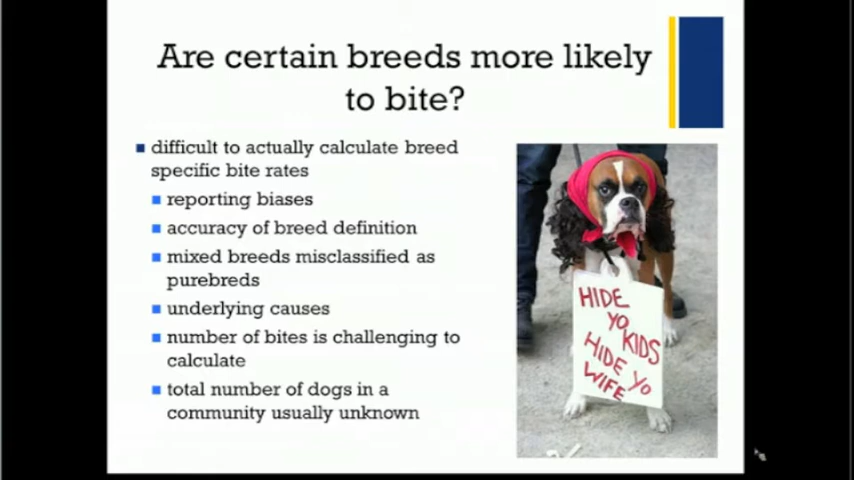 Are certain breeds more likely
to bite?
difficult to actually calculate breed
specific bite rates
reporting biases
accuracy of breed definition
mixed breeds misclassified as
purebreds
underlying causes
number of bites is challenging to
calculate
total number of dogs in a
community usually unknown
HIDE
YO
KIDS
HIDE YO
WIFE